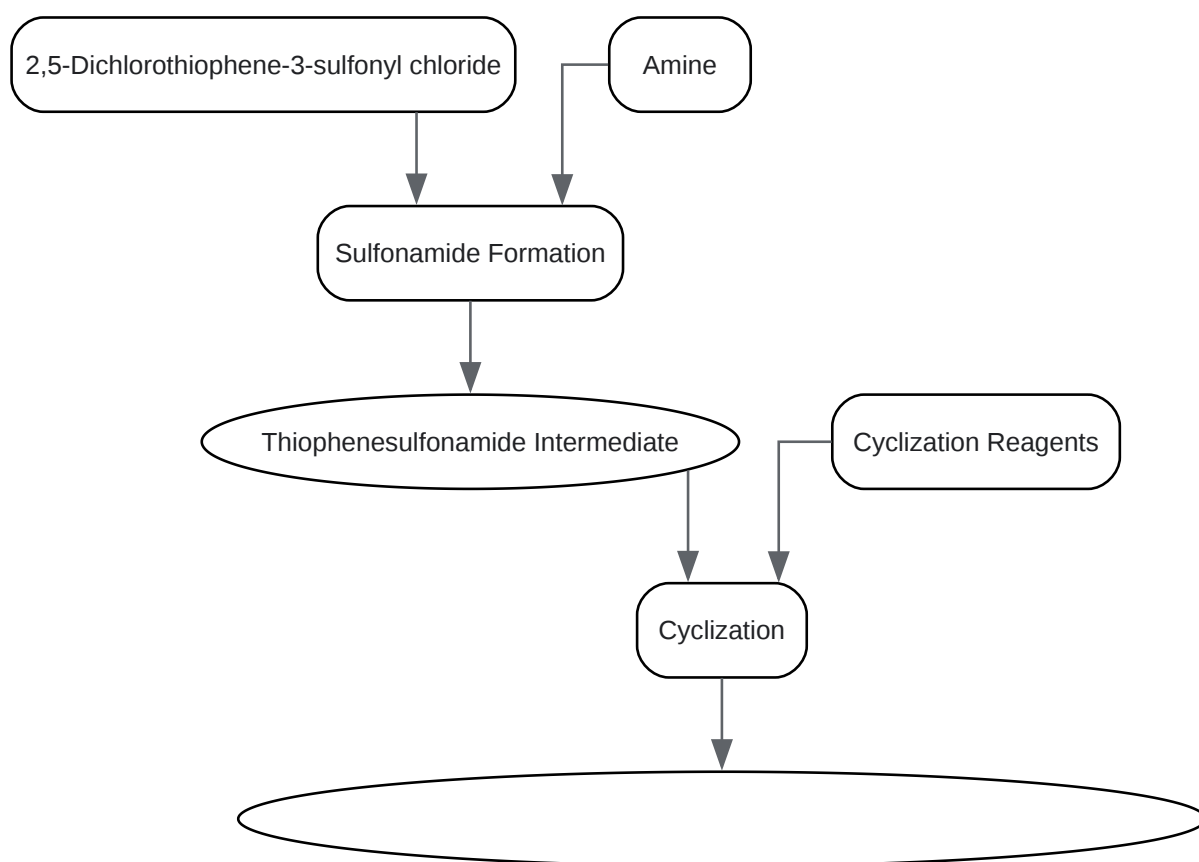 2,5-Dichlorothiophene-3-sulfonyl chloride
Amine
Sulfonamide Formation
Thiophenesulfonamide Intermediate
Cyclization Reagents
Cyclization